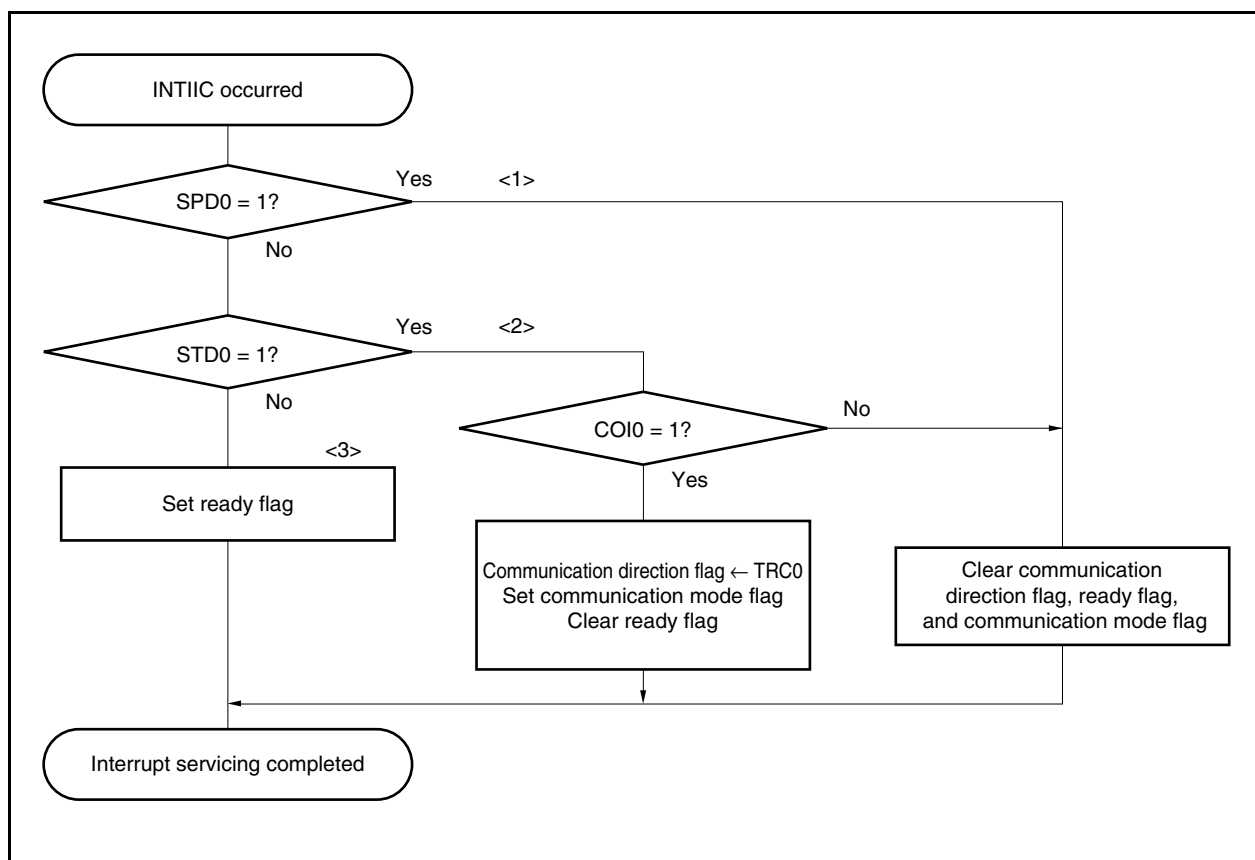 INTIIC occurred
Yes <1>
SPD0 = 1?
No
Yes <2>
STD0 = 1?
No
No
COI0 = 1?
<3>
Yes
Set ready flag
Communication direction flag ← TRC0
Set communication mode flag
Clear ready flag
Clear communication
direction flag, ready flag,
and communication mode flag
Interrupt servicing completed